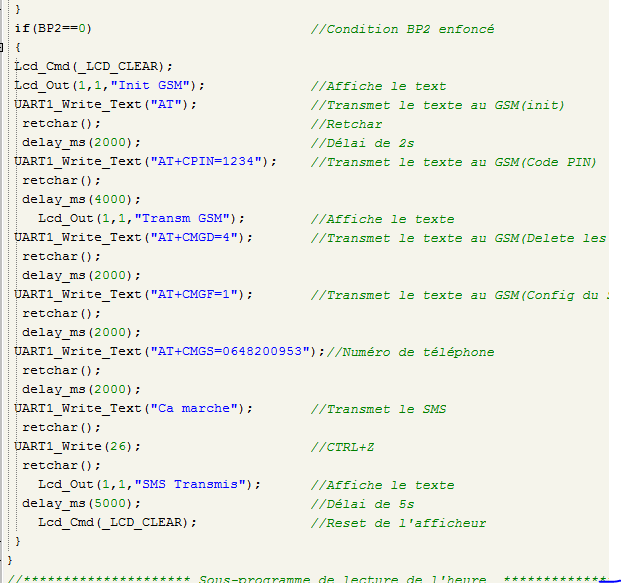 }
if(BP2==0) //Condition BP2 enfoncé
{
Lcd_Cmd(_LCD_CLEAR);
Lcd_Out(1,1,"Init GSM"); //Affiche le text
UART1_Write_Text("AT"); //Transmet le texte au GSM(init)
retchar(); //Retchar
delay_ms(2000); //Délai de 2s
UART1_Write_Text("AT+CPIN=1234"); //Transmet le texte au GSM(Code PIN)
retchar();
delay_ms(4000);
Lcd_Out(1,1,"Transm GSM"); //Affiche le texte
UART1_Write_Text("AT+CMGD=4"); //Transmet le texte au GSM(Delete les
retchar();
delay_ms(2000);
UART1_Write_Text("AT+CMGF=1"); //Transmet le texte au GSM(Config du
retchar();
delay_ms(2000);
UART1_Write_Text("AT+CMGS=0648200953");//Numéro de téléphone
retchar();
delay_ms(2000);
UART1_Write_Text("Ca marche"); //Transmet le SMS
retchar();
UART1_Write(26); //CTRL+Z
retchar();
Lcd_Out(1,1,"SMS Transmis"); //Affiche le texte
delay_ms(5000); //Délai de 5s
Lcd_Cmd(_LCD_CLEAR); //Reset de l'afficheur
}
}
//********************* Sous-programme de lecture de l'heure *************